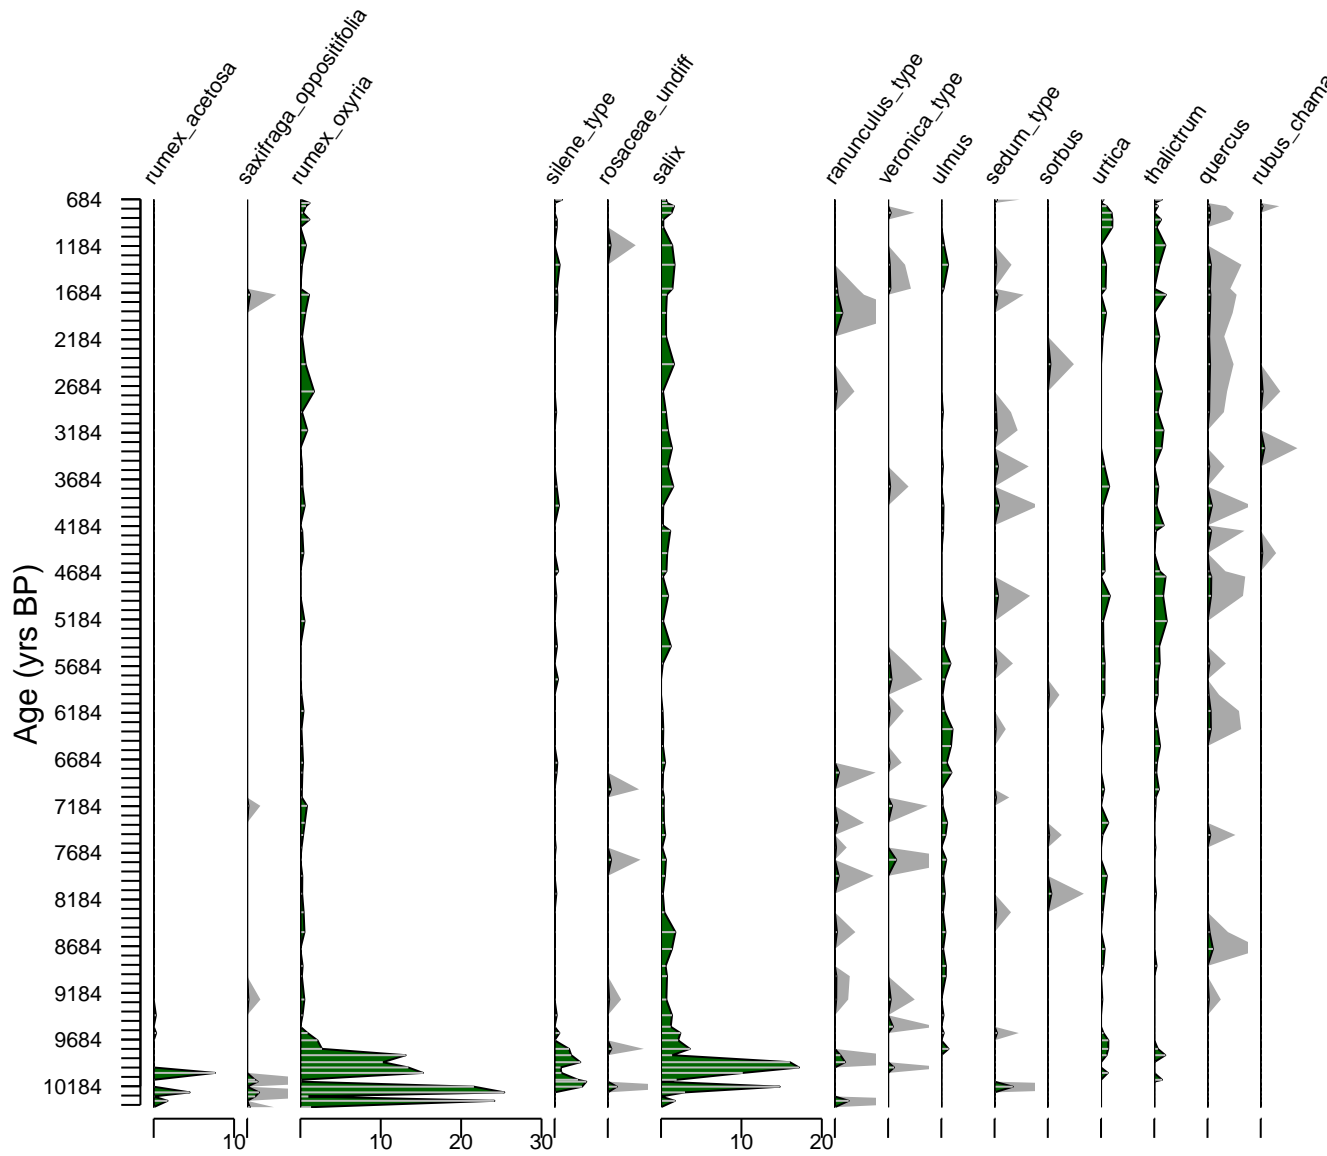 rumex_acetosa
saxifraga_oppositifolia
rumex_oxyria
silene_type
rosaceae_undiff
salix
ranunculus_type
veronica_type
ulmus
sedum_type
sorbus
urtica
thalictrum
quercus
rubus_chama
Age (yrs BP)
684
1184
1684
2184
2684
3184
3684
4184
4684
5184
5684
6184
6684
7184
7684
8184
8684
9184
9684
10184
10
10
20
30
10
20